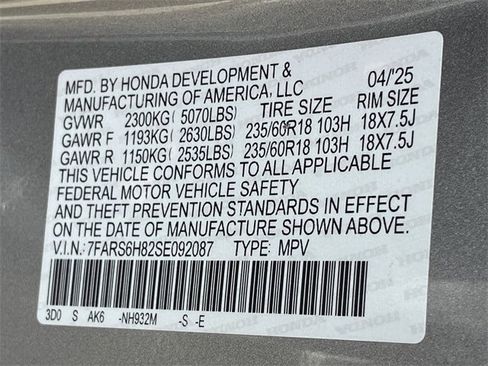 MFD. BY HONDA DEVELOPMENT & 04/'25
MANUFACTURING OF AMERICA, LLC
GVWR 2300KG ( 5070LBS) TIRE SIZE RIM SIZE
GAWR F 1193KG ( 2630LBS) 235/60R18 103H 18X7.5J
GAWR R 1150KG ( 2535LBS) 235/60R18 103H 18X7.5J
THIS VEHICLE CONFORMS TO ALL APPLICABLE
FEDERAL MOTOR VEHICLE SAFETY
AND THEFT PREVENTION STANDARDS IN EFFECT
ON THE DATE OF MANUFACTURE SHOWN ABOVE.
V.I.N.: 7FARS6H82SE092087 TYPE: MPV
3D0 S AK6 -NH932M -S -E